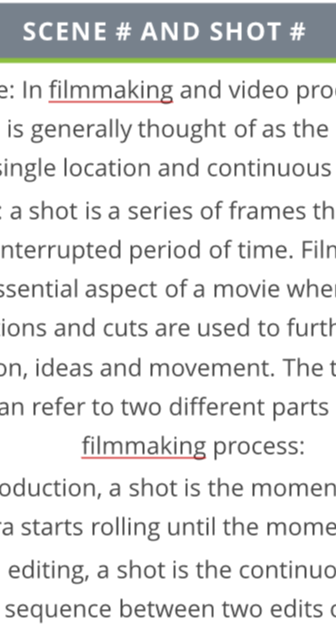 SCENE # AND SHOT #
e: In filmmaking and video pro
is generally thought of as the
single location and continuous
: a shot is a series of frames th
nterrupted period of time. Film
ssential aspect of a movie wher
ions and cuts are used to furth
on, ideas and movement. The t
an refer to two different parts
filmmaking process:
oduction, a shot is the momen
ra starts rolling until the mome
editing, a shot is the continuo
sequence between two edits o